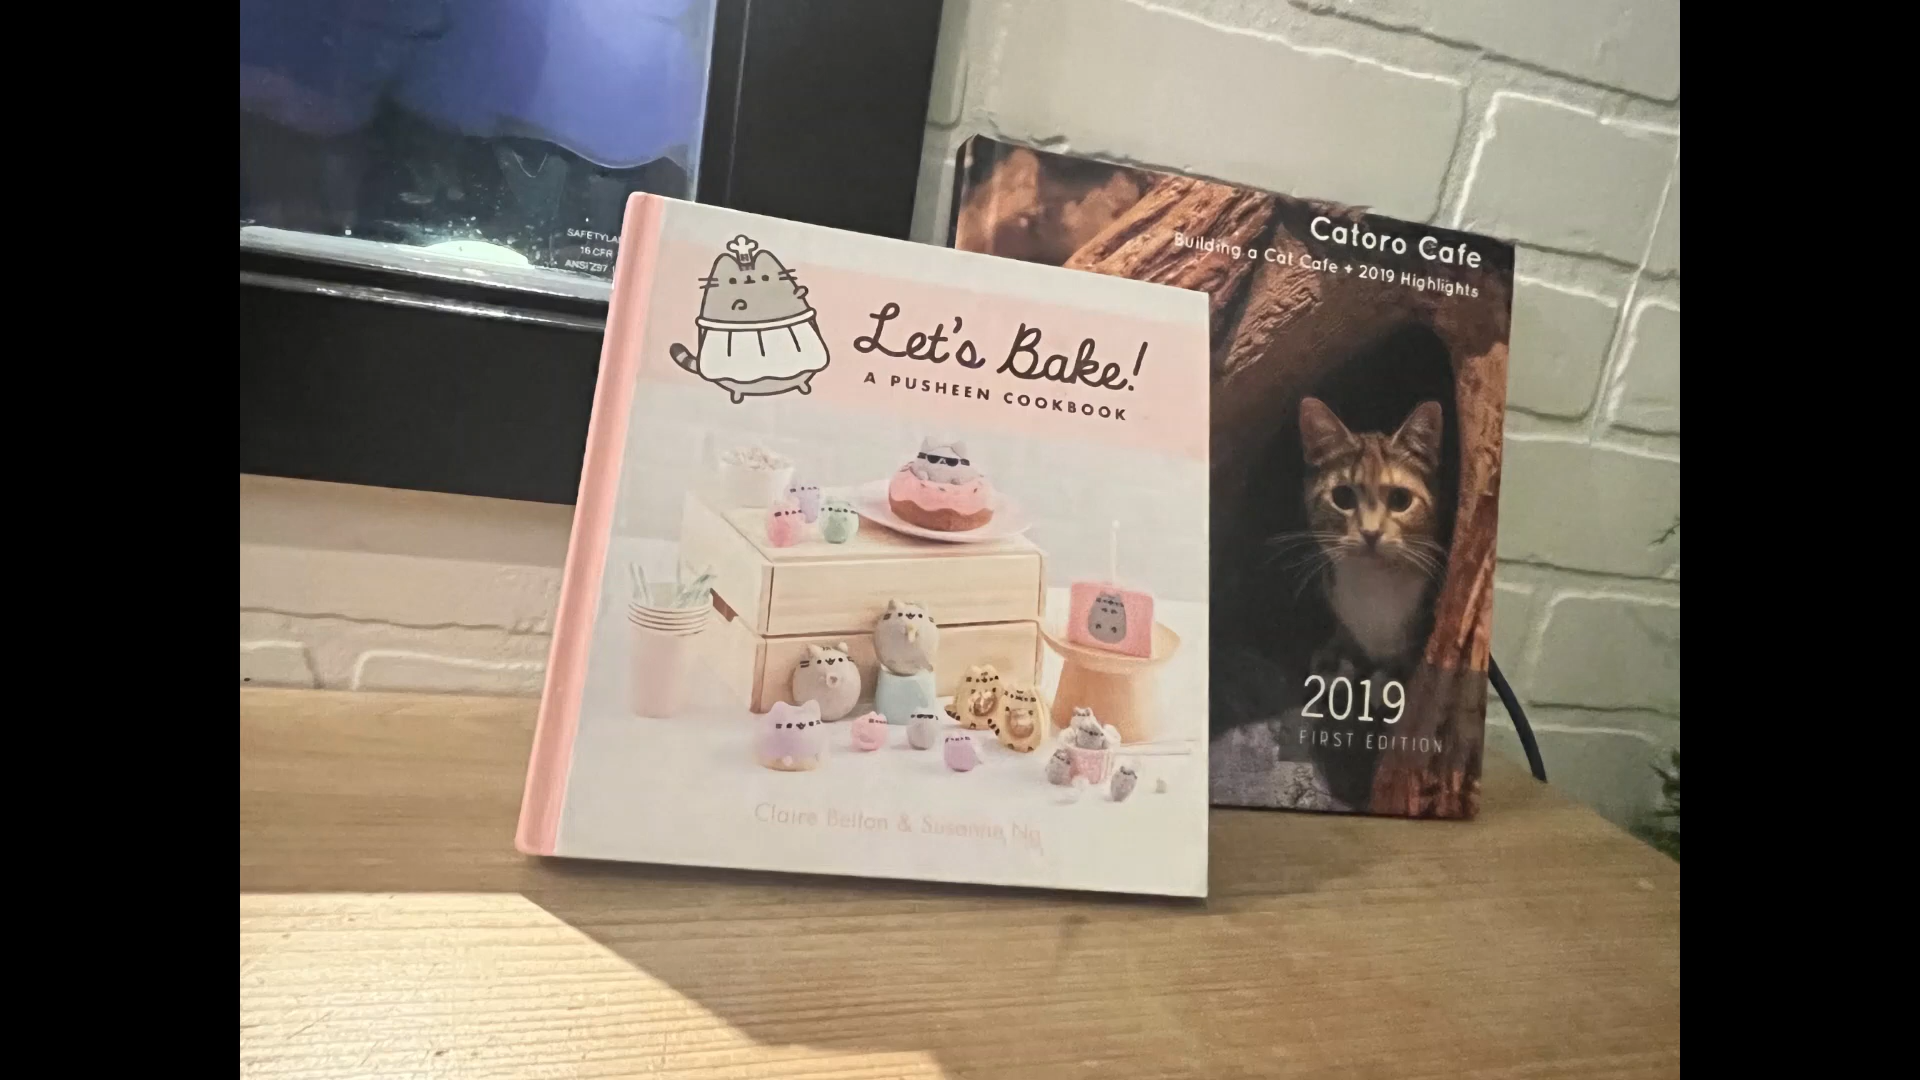 SAFETYLA
16 CFR
ANSI Z97
Let's Bake!
A PUSHEEN COOKBOOK
Claire Belton & Susanne Ng
Catoro Cafe
Building a Cat Cafe + 2019 Highlights
2019
FIRST EDITION